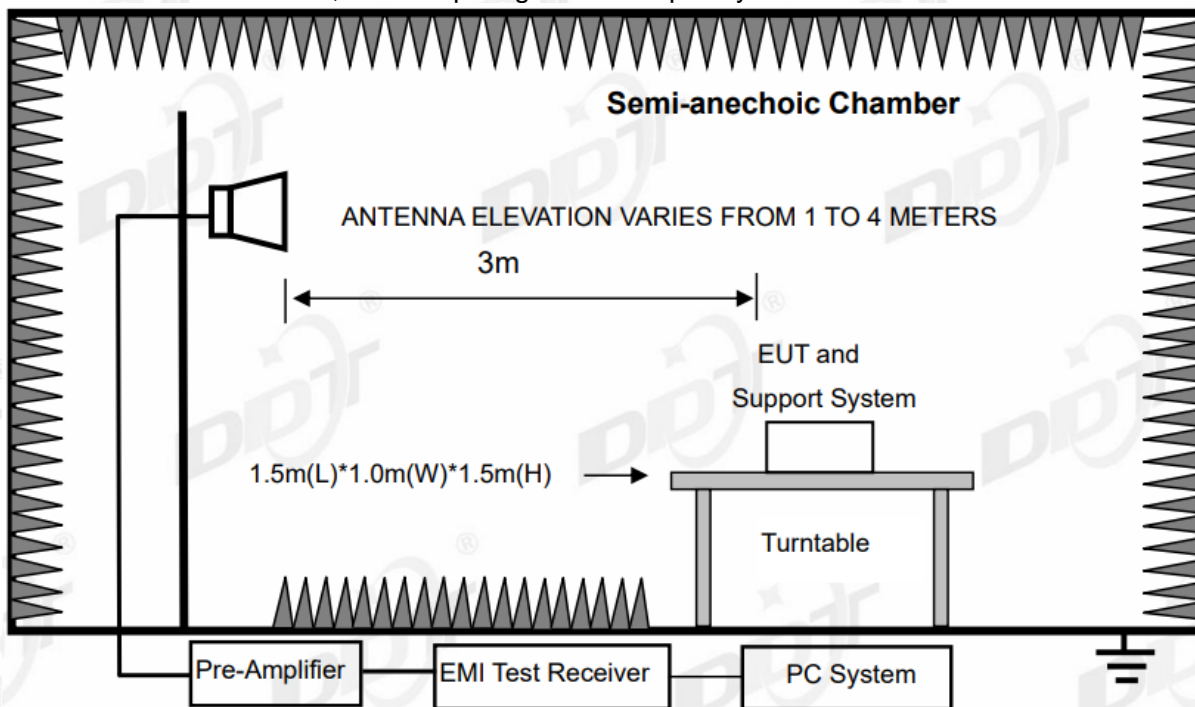 Semi-anechoic Chamber
ANTENNA ELEVATION VARIES FROM 1 TO 4 METERS
3m
EUT and
Support System
1.5m(L)*1.0m(W)*1.5m(H)
Turntable
Pre-Amplifier
EMI Test Receiver
PC System
DDT
®